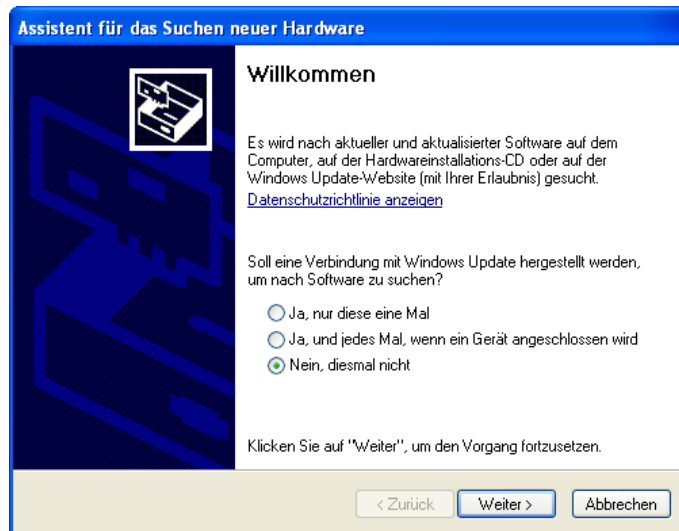 Assistent für das Suchen neuer Hardware
Willkommen
Es wird nach aktueller und aktualisierter Software auf dem
Computer, auf der Hardwareinstallations-CD oder auf der
Windows Update-Website (mit Ihrer Erlaubnis) gesucht.
Datenschutzrichtlinie anzeigen
Soll eine Verbindung mit Windows Update hergestellt werden,
um nach Software zu suchen?
Ja, nur diese eine Mal
Ja, und jedes Mal, wenn ein Gerät angeschlossen wird
Nein, diesmal nicht
Klicken Sie auf "Weiter", um den Vorgang fortzusetzen.
< Zurück Weiter > Abbrechen